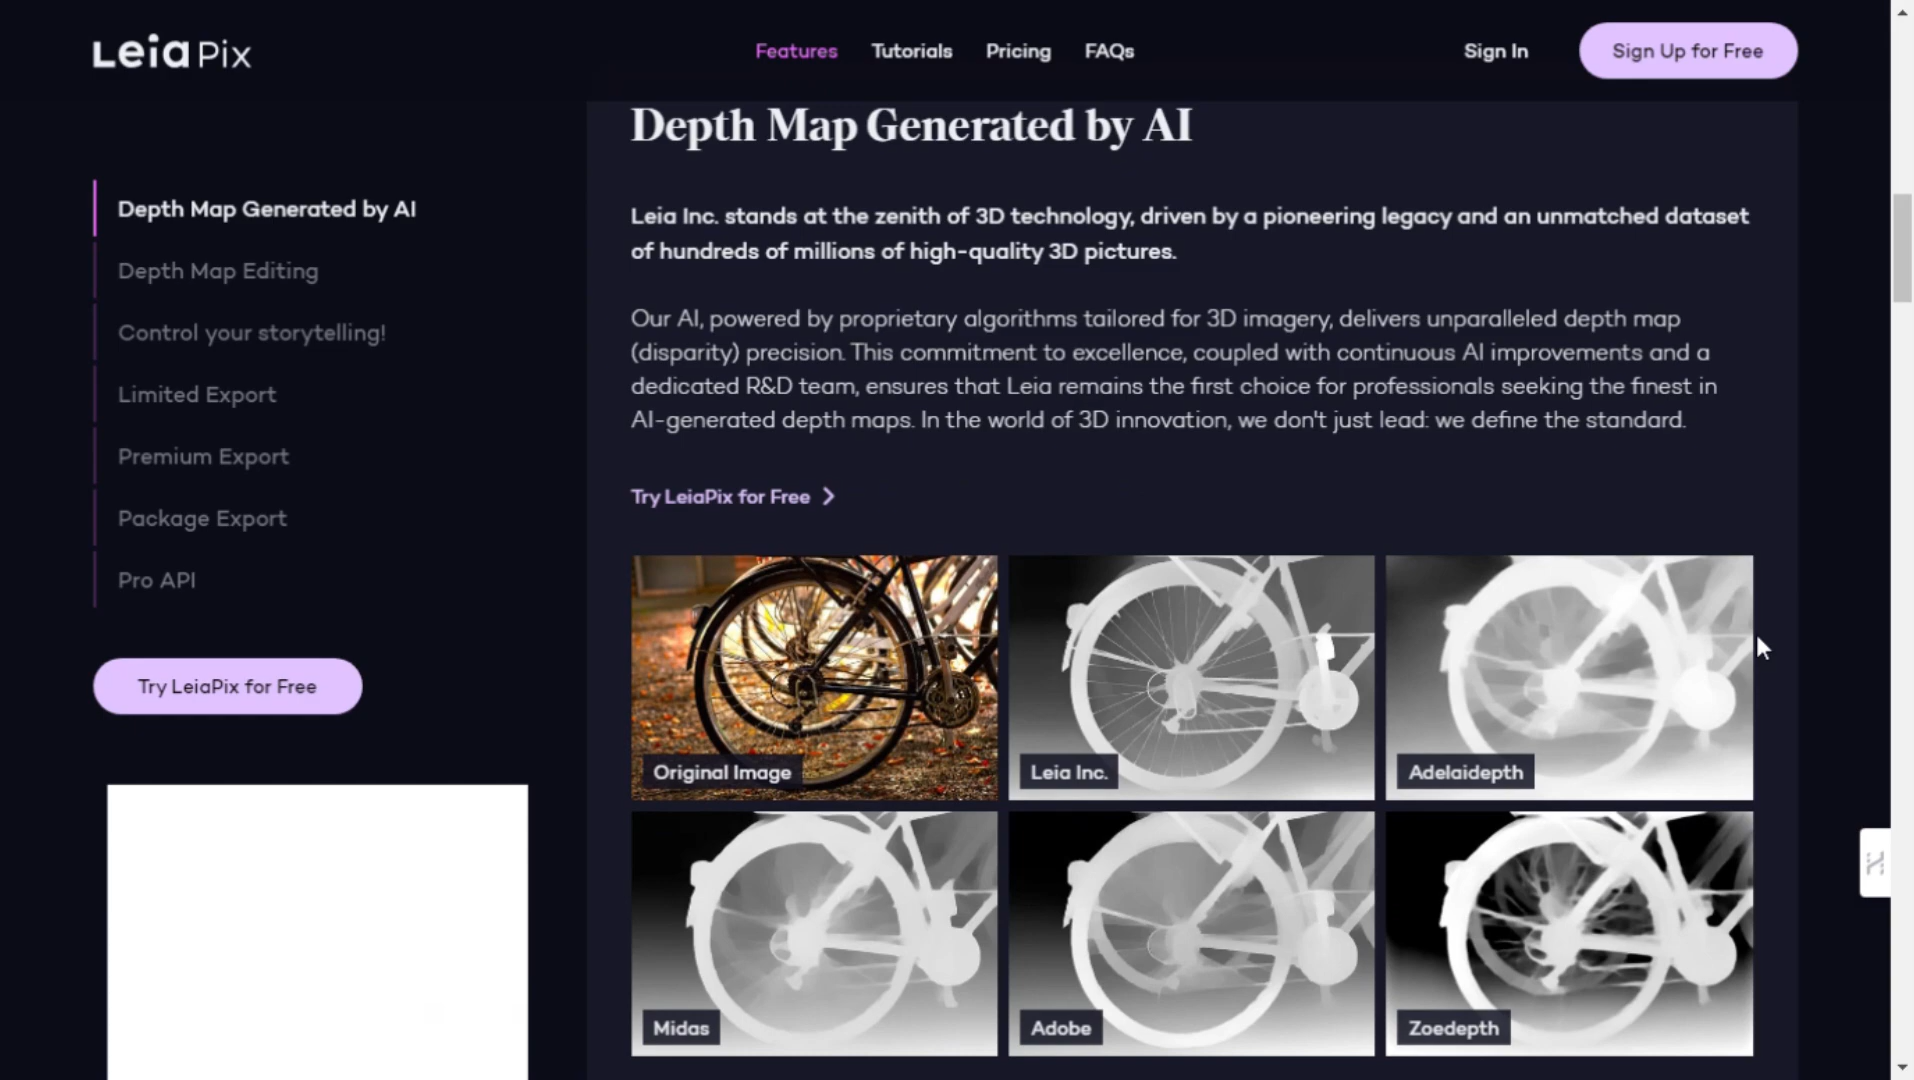 Leia Pix
Features
Tutorials
Pricing
FAQs
Sign In
Sign Up for Free
Depth Map Generated by AI
Depth Map Editing
Control your storytelling!
Limited Export
Premium Export
Package Export
Pro API
Try LeiaPix for Free
Depth Map Generated by AI
Leia Inc. stands at the zenith of 3D technology, driven by a pioneering legacy and an unmatched dataset
of hundreds of millions of high-quality 3D pictures.
Our AI, powered by proprietary algorithms tailored for 3D imagery, delivers unparalleled depth map
(disparity) precision. This commitment to excellence, coupled with continuous AI improvements and a
dedicated R&D team, ensures that Leia remains the first choice for professionals seeking the finest in
AI-generated depth maps. In the world of 3D innovation, we don't just lead: we define the standard.
Try LeiaPix for Free
Original Image
Leia Inc.
Adelaidepth
Midas
Adobe
Zoedepth